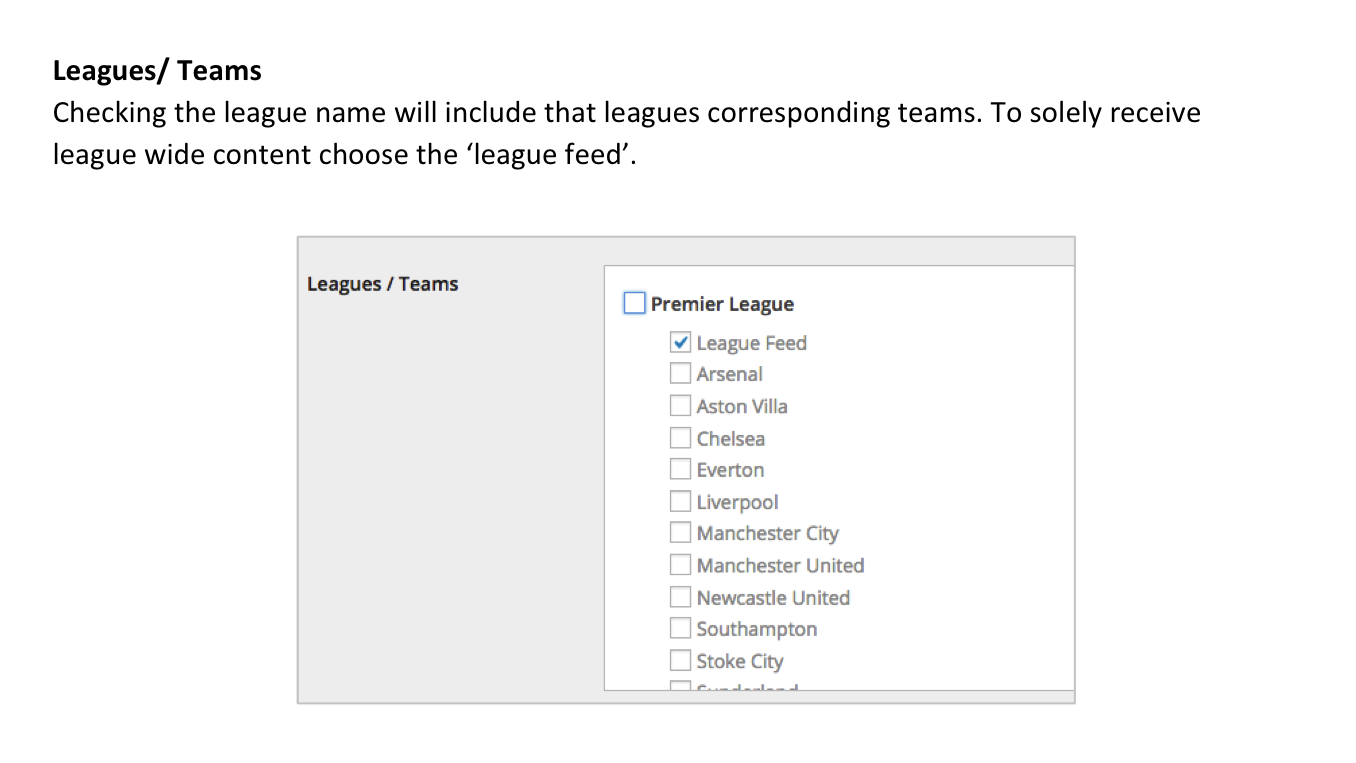 Leagues/ Teams
Checking the league name will include that leagues corresponding teams. To solely receive
league wide content choose the ‘league feed’.
Leagues / Teams
Premier League
League Feed
Arsenal
Aston Villa
Chelsea
Everton
Liverpool
Manchester City
Manchester United
Newcastle United
Southampton
Stoke City
Sunderland